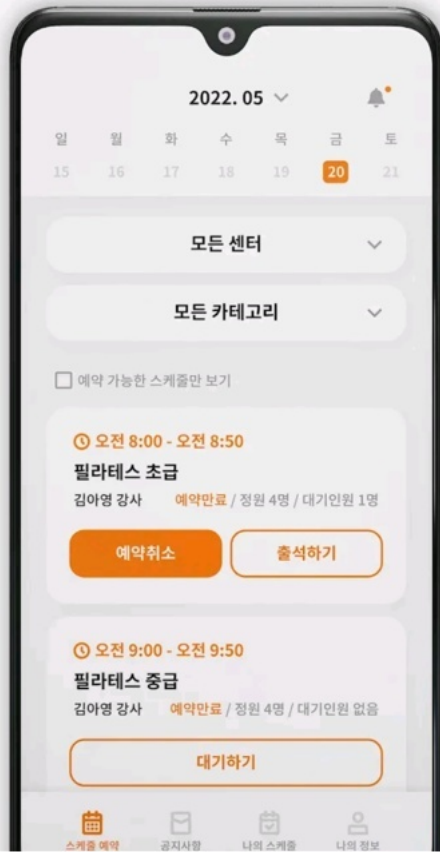 2022. 05
일 월 화 수 목 금 토
15 16 17 18 19 20 21
모든 센터
모든 카테고리
예약 가능한 스케줄만 보기
오전 8:00 - 오전 8:50
필라테스 초급
김아영 강사 예약만료 / 정원 4명 / 대기인원 1명
예약취소 출석하기
오전 9:00 - 오전 9:50
필라테스 중급
김아영 강사 예약만료 / 정원 4명 / 대기인원 없음
대기하기
스케줄 예약 공지사항 나의 스케줄 나의 정보